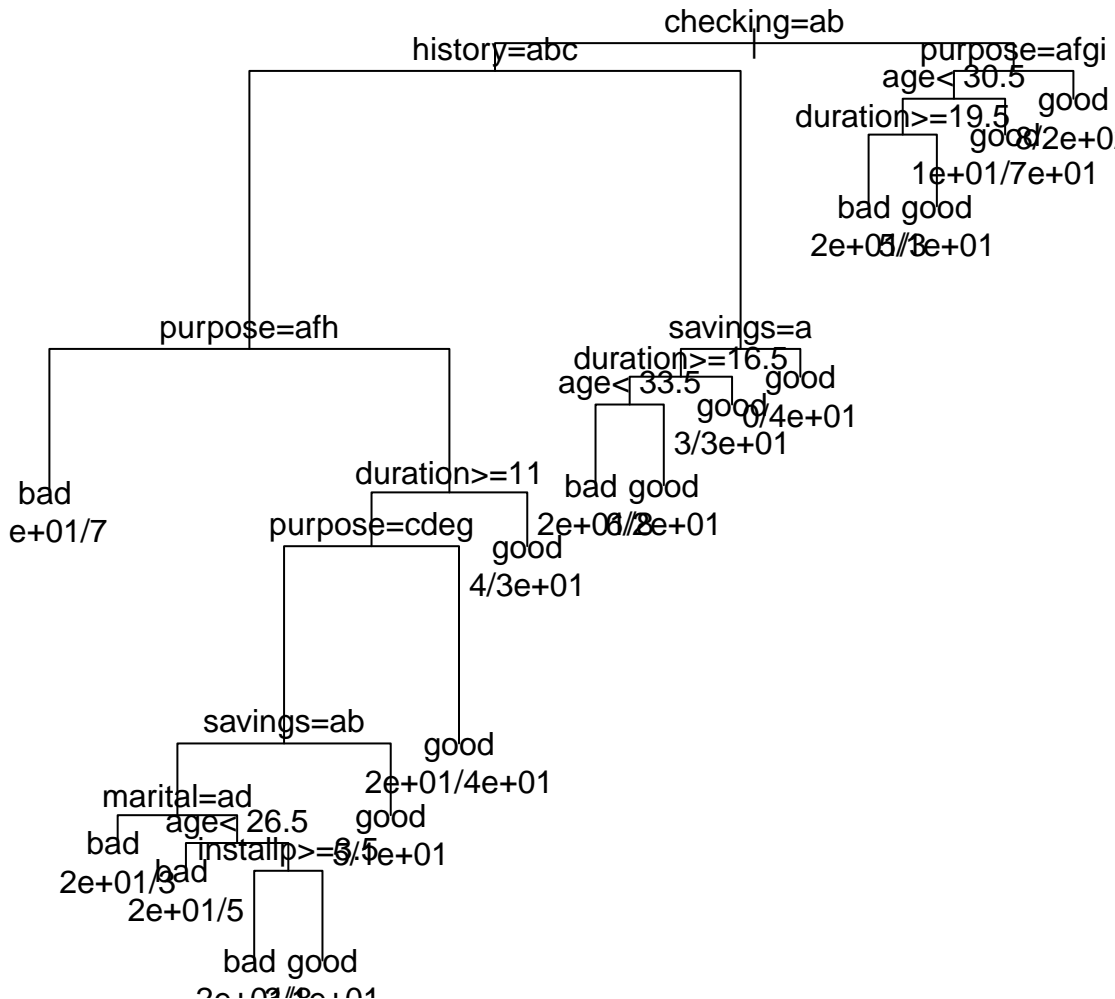 checking=ab
history=abc
purpose=afgi
age< 30.5
good
duration>=19.5
good
1e+01/7e+01
bad
good
purpose=afh
savings=a
duration>=16.5
good
age< 33.5
good
0/4e+01
3/3e+01
bad
duration>=11
bad
good
e+01/7
purpose=cdeg
good
4/3e+01
savings=ab
good
2e+01/4e+01
marital=ad
age< 26.5
good
bad
bad
2e+01/3
2e+01/5
bad
good